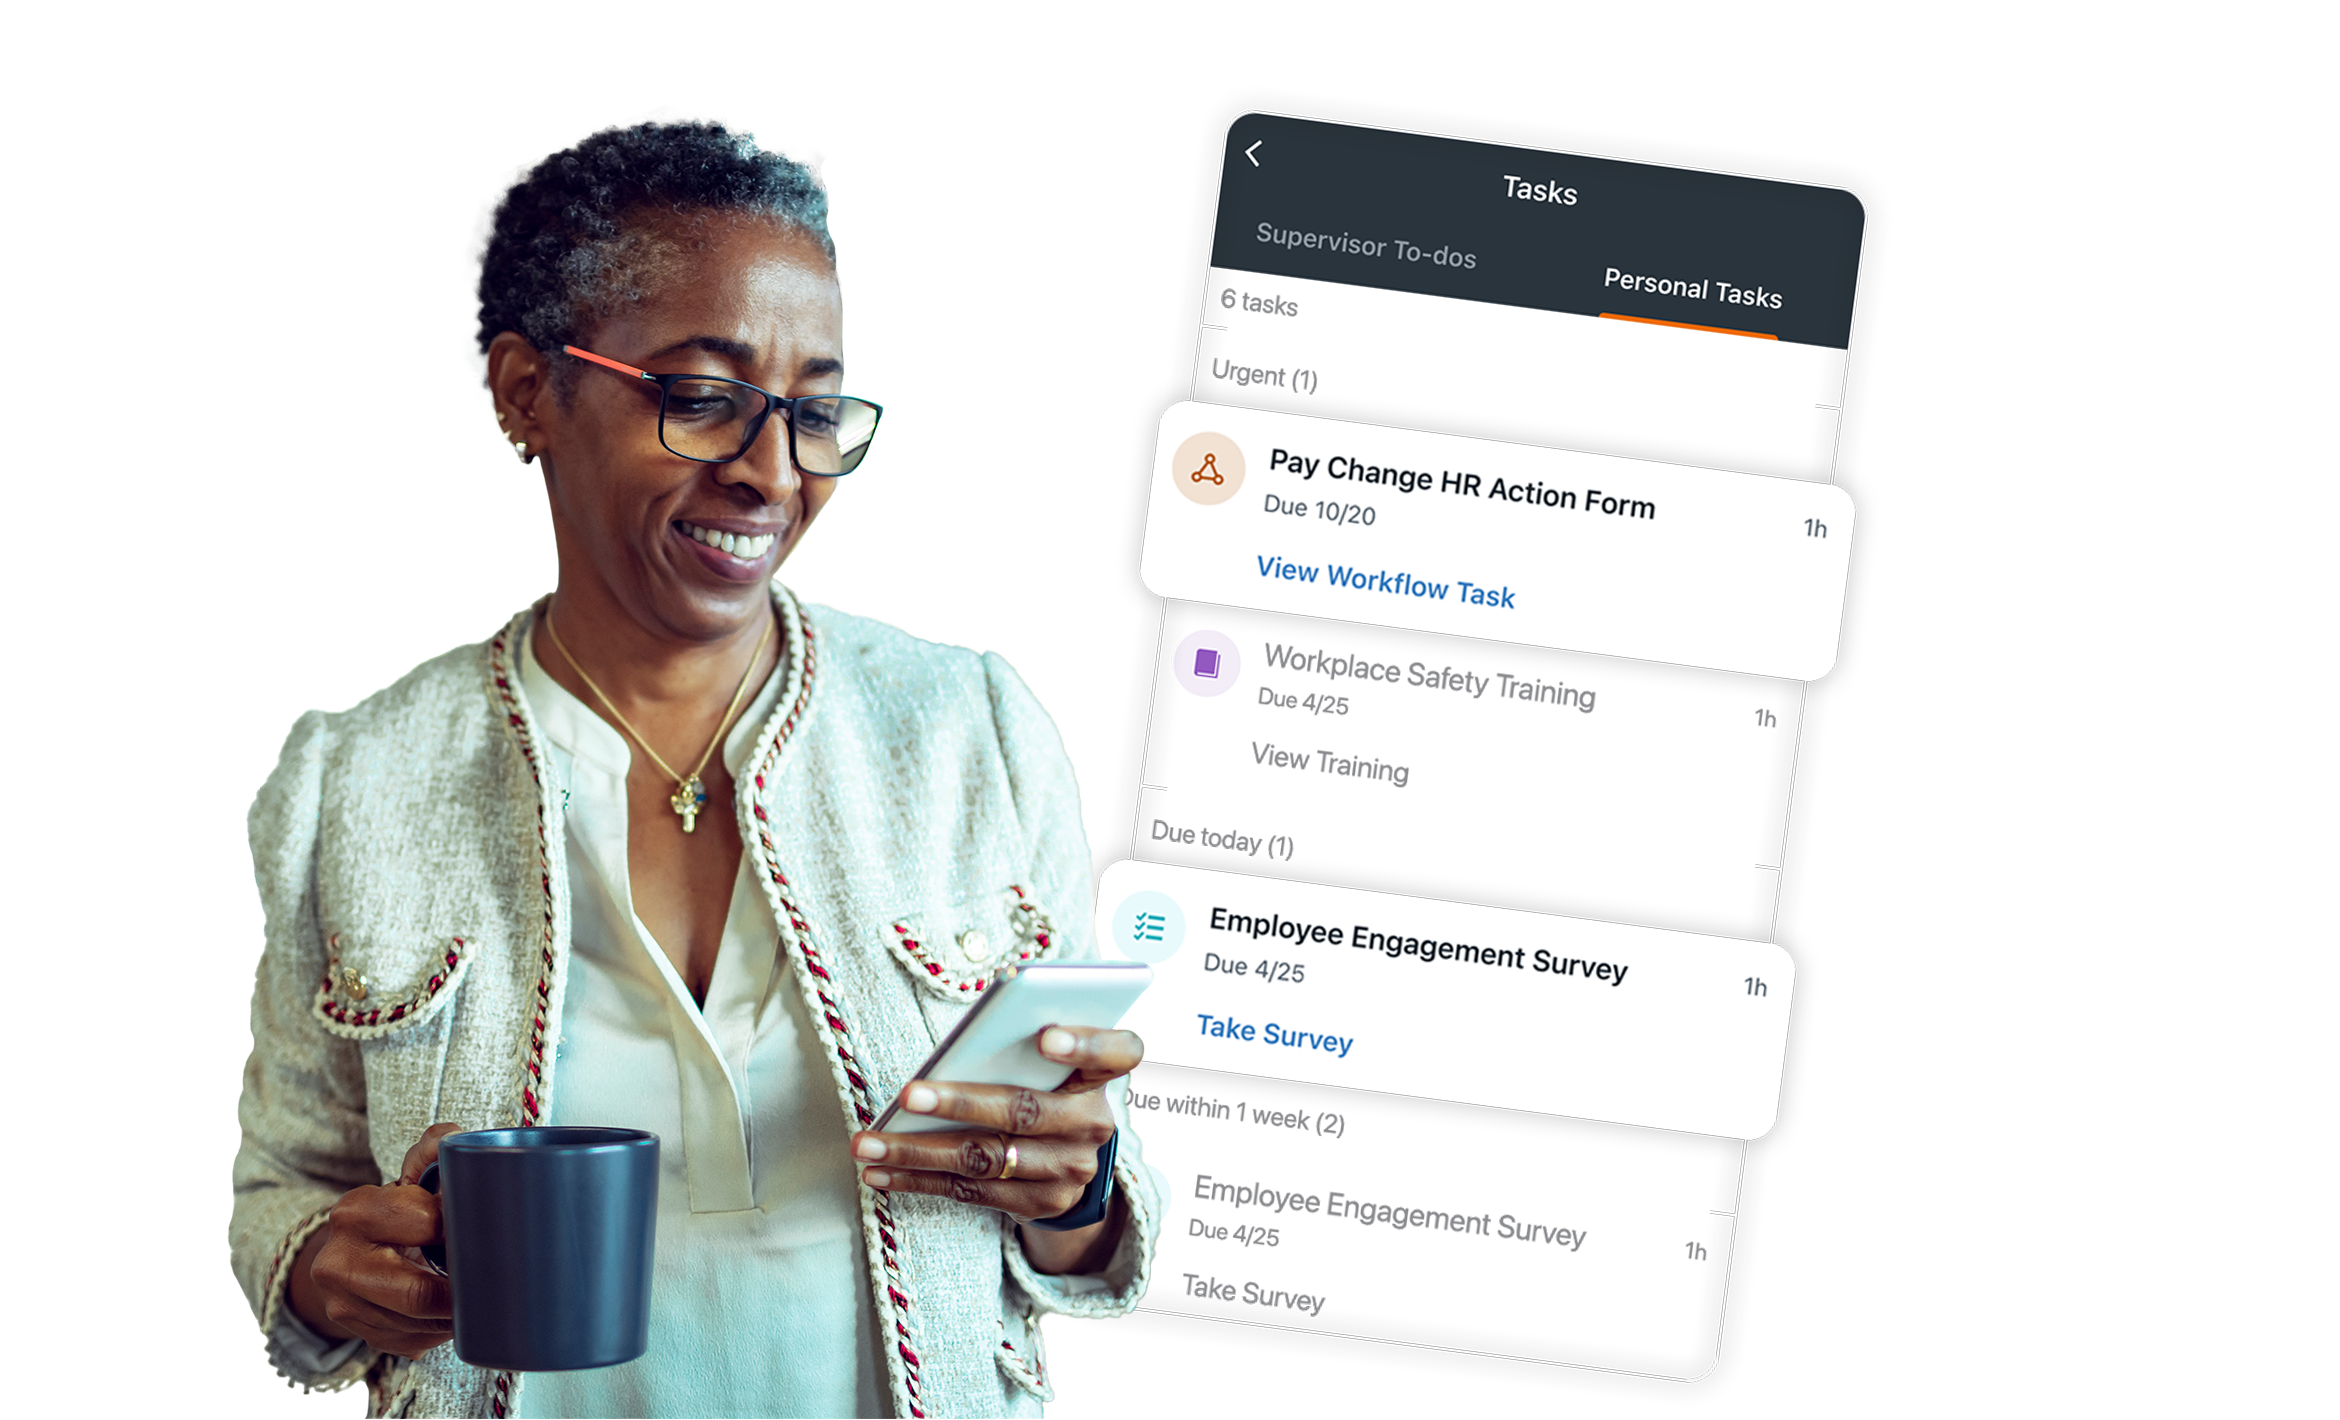 Tasks
Supervisor To-dos
Personal Tasks
6 tasks
Urgent (1)
Pay Change HR Action Form
1h
Due 10/20
View Workflow Task
Workplace Safety Training
1h
Due 4/25
View Training
Due today (1)
Employee Engagement Survey
1h
Due 4/25
Take Survey
Due within 1 week (2)
Employee Engagement Survey
1h
Due 4/25
Take Survey